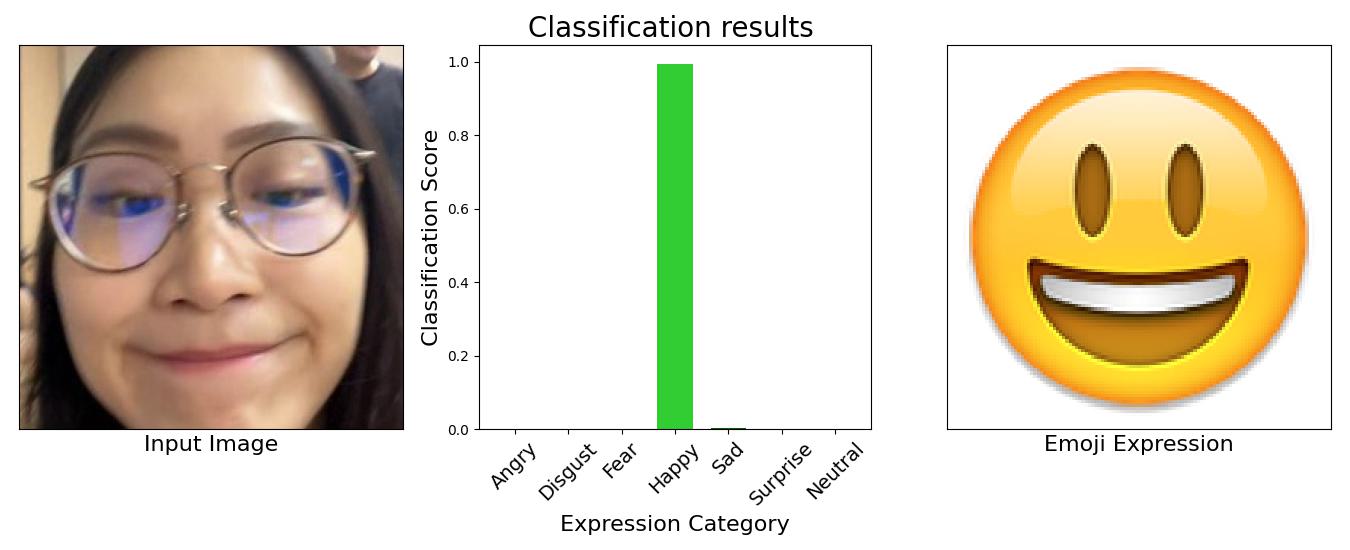 Classification results
Classification Score
1.0
0.8
0.6
0.4
0.2
0.0
Angry
Disgust
Fear
Happy
Sad
Surprise
Neutral
Expression Category
Input Image
Emoji Expression